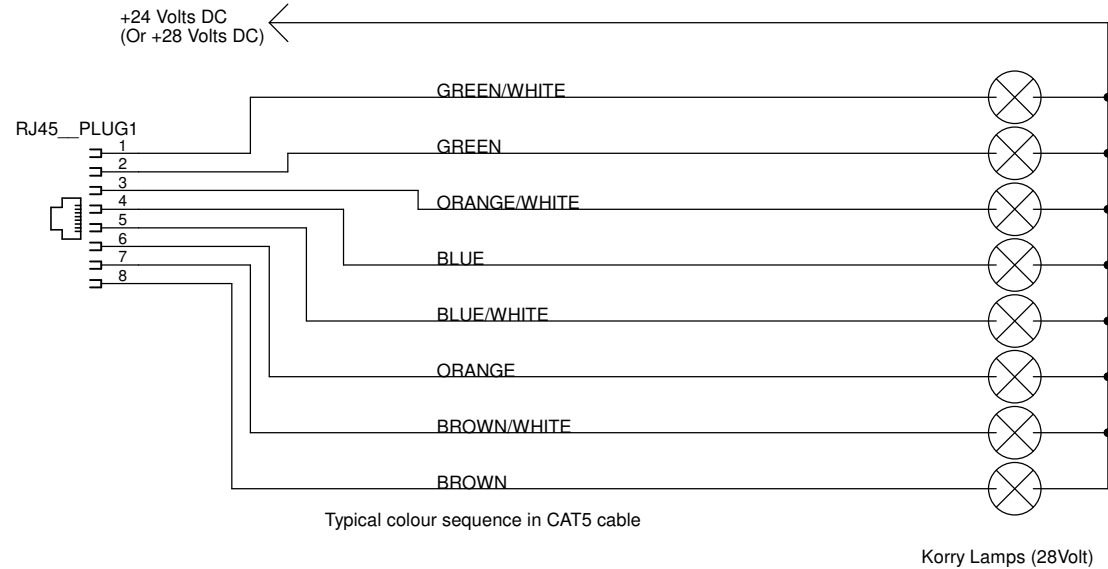 +24 Volts DC
(Or +28 Volts DC)
GREEN/WHITE
RJ45__PLUG1
1
GREEN
2
3
ORANGE/WHITE
4
5
6
BLUE
7
8
BLUE/WHITE
ORANGE
BROWN/WHITE
BROWN
Typical colour sequence in CAT5 cable
Korry Lamps (28Volt)